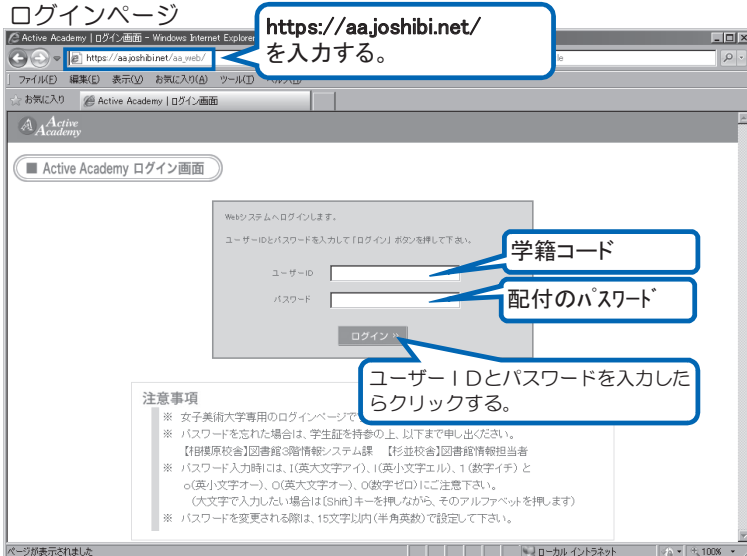 ログインページ
https://aa.joshibi.net/
を入力する。
Active Academy | ログイン画面 - Windows Internet Explorer
https://aa.joshibi.net/aa_web/
ファイル(F) 編集(E) 表示(V) お気に入り(A) ツール(T)
お気に入り Active Academy | ログイン画面
Active
Academy
■ Active Academy ログイン画面
Webシステムへログインします。
ユーザーIDとパスワードを入力して「ログイン」ボタンを押して下さい。
学籍コード
ユーザーID
配付のパスワード
パスワード
ログイン »
ユーザーIDとパスワードを入力した
らクリックする。
注意事項
※ 女子美術大学専用のログインページで
※ パスワードを忘れた場合は、学生証を持参の上、以下まで申し出ください。
【相模原校舎】図書館3階情報システム課 【杉並校舎】図書館情報担当者
※ パスワード入力時には、I(英大文字アイ)、l(英小文字エル)、1(数字イチ)と
o(英小文字オー)、O(英大文字オー)、0(数字ゼロ)にご注意下さい。
(大文字で入力したい場合は[Shift]キーを押しながら、そのアルファベットを押します)
※ パスワードを変更される際は、15文字以内(半角英数)で設定して下さい。
ページが表示されました ローカル イントラネット 100%